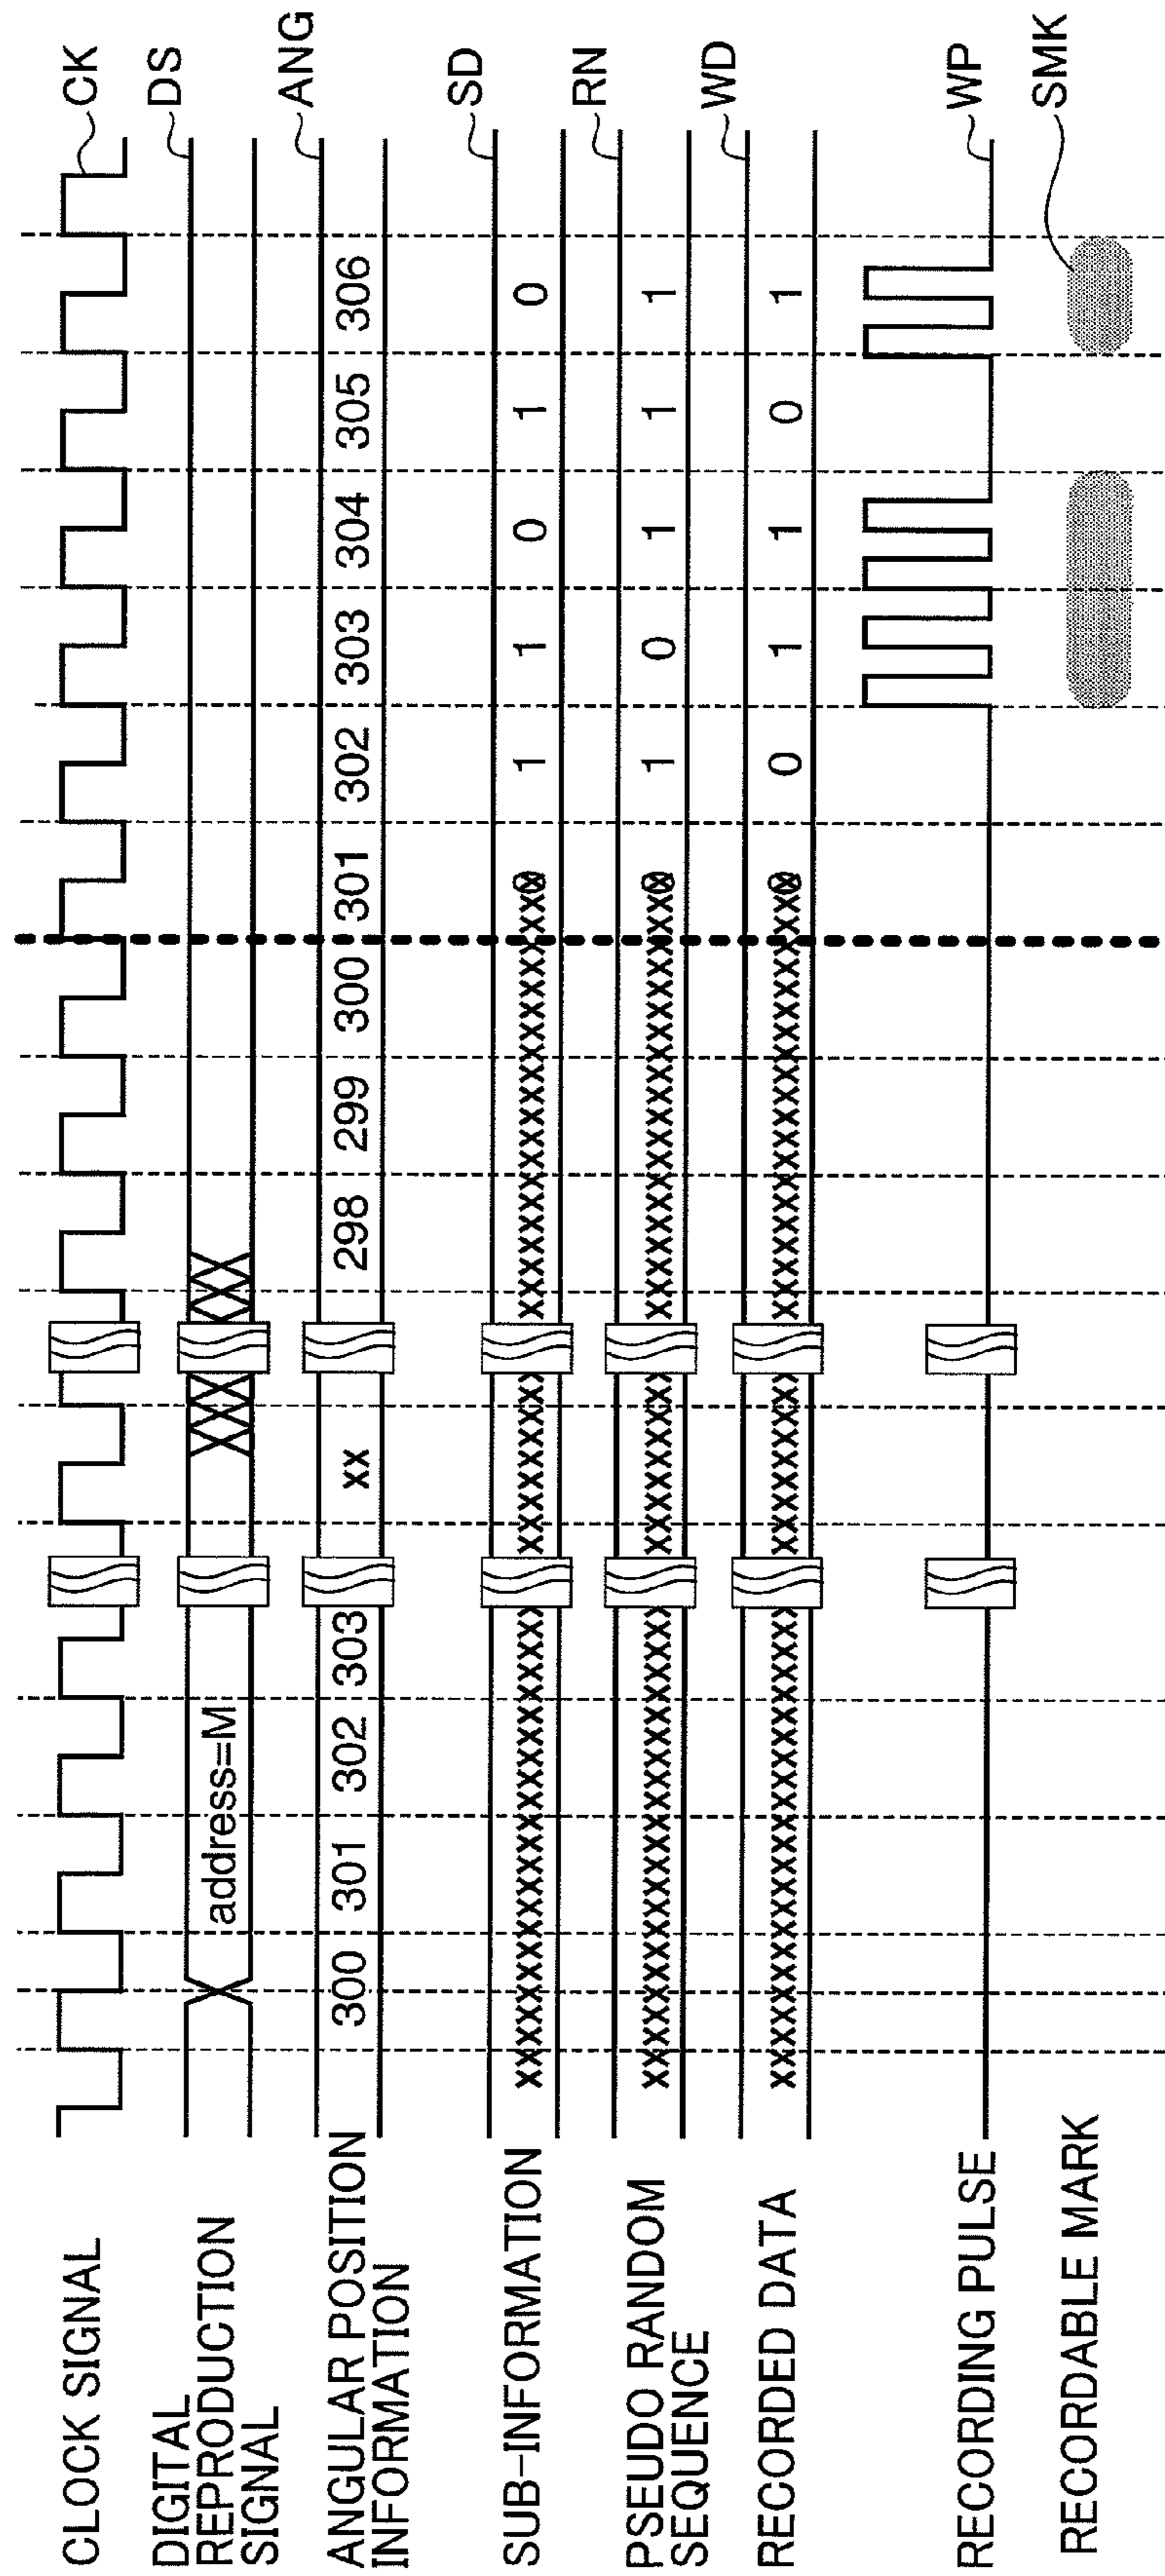 CLOCK SIGNAL
CK
DIGITAL
REPRODUCTION
SIGNAL
address=M
DS
ANGULAR POSITION
INFORMATION
300 301 302 303 xx 298 299 300 301 302 303 304 305 306
ANG
SUB-INFORMATION
1 1 0 1 0
SD
PSEUDO RANDOM
SEQUENCE
1 0 1 1 1
RN
RECORDED DATA
0 1 1 0 1
WD
RECORDING PULSE
WP
RECORDABLE MARK
SMK